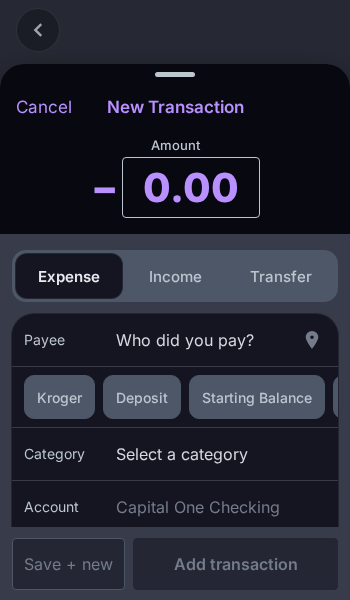 Cancel New Transaction
Amount
– 0.00
Expense Income Transfer
Payee Who did you pay?
Kroger Deposit Starting Balance
Category Select a category
Account Capital One Checking
Save + new Add transaction